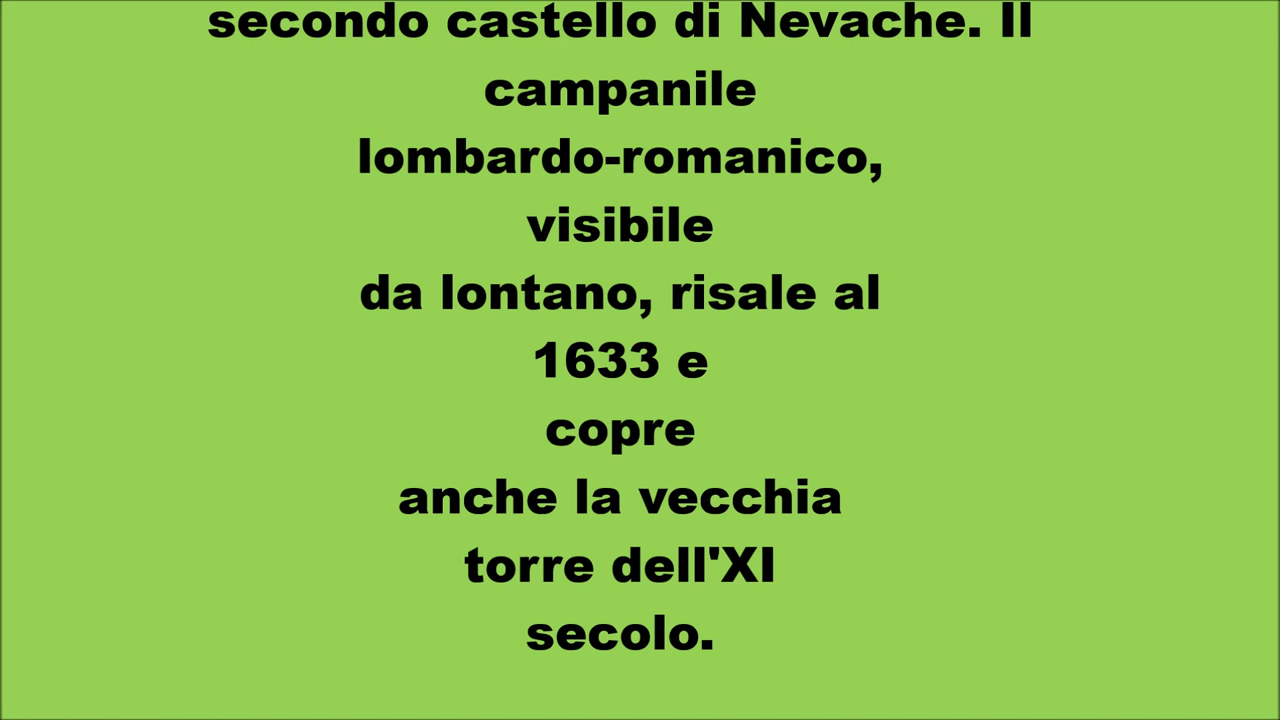 secondo castello di Nevache. Il
campanile
lombardo-romanico,
visibile
da lontano, risale al
1633 e
copre
anche la vecchia
torre dell'XI
secolo.